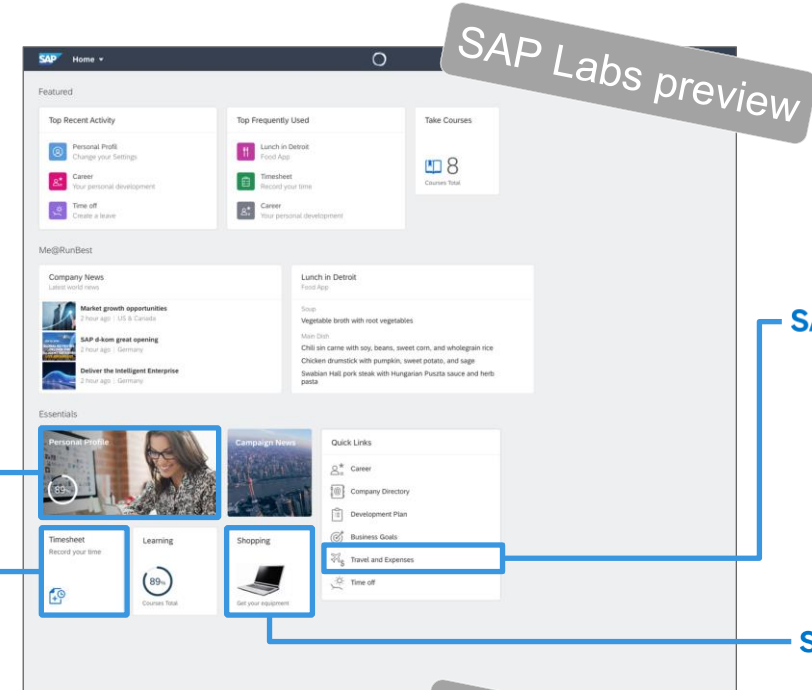 SAP Labs preview
SAP Home
Featured
Top Recent Activity
Personal Profil
Change your Settings
Career
Your personal development
Time off
Create a leave
Top Frequently Used
Lunch in Detroit
Food App
Timesheet
Record your time
Career
Your personal development
Take Courses
8
Courses Total
Me@RunBest
Company News
Latest world news
Market growth opportunities
2 hour ago | US & Canada
SAP d-kom great opening
2 hour ago | Germany
Deliver the Intelligent Enterprise
2 hour ago | Germany
Lunch in Detroit
Food App
Soup
Vegetable broth with root vegetables
Main Dish
Chili sin carne with soy, beans, sweet corn, and wholegrain rice
Chicken drumstick with pumpkin, sweet potato, and sage
Swabian Hall pork steak with Hungarian Puszta sauce and herb
pasta
Essentials
Personal Profile
89%
Campaign News
Quick Links
Career
Company Directory
Development Plan
Business Goals
Travel and Expenses
Time off
Timesheet
Record your time
Learning
89%
Courses Total
Shopping
Get your equipment